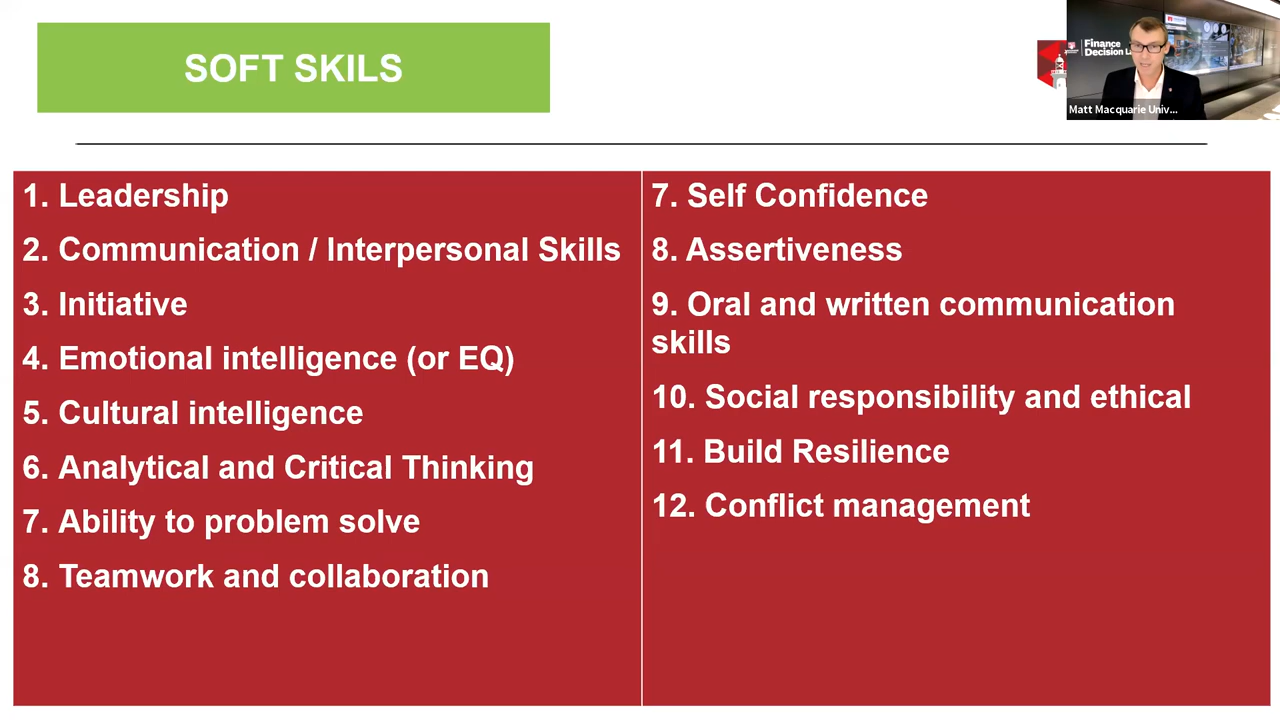 SOFT SKILS
Finance
Decision L
Matt Macquarie Univ...
1. Leadership
2. Communication / Interpersonal Skills
3. Initiative
4. Emotional intelligence (or EQ)
5. Cultural intelligence
6. Analytical and Critical Thinking
7. Ability to problem solve
8. Teamwork and collaboration
7. Self Confidence
8. Assertiveness
9. Oral and written communication
skills
10. Social responsibility and ethical
11. Build Resilience
12. Conflict management